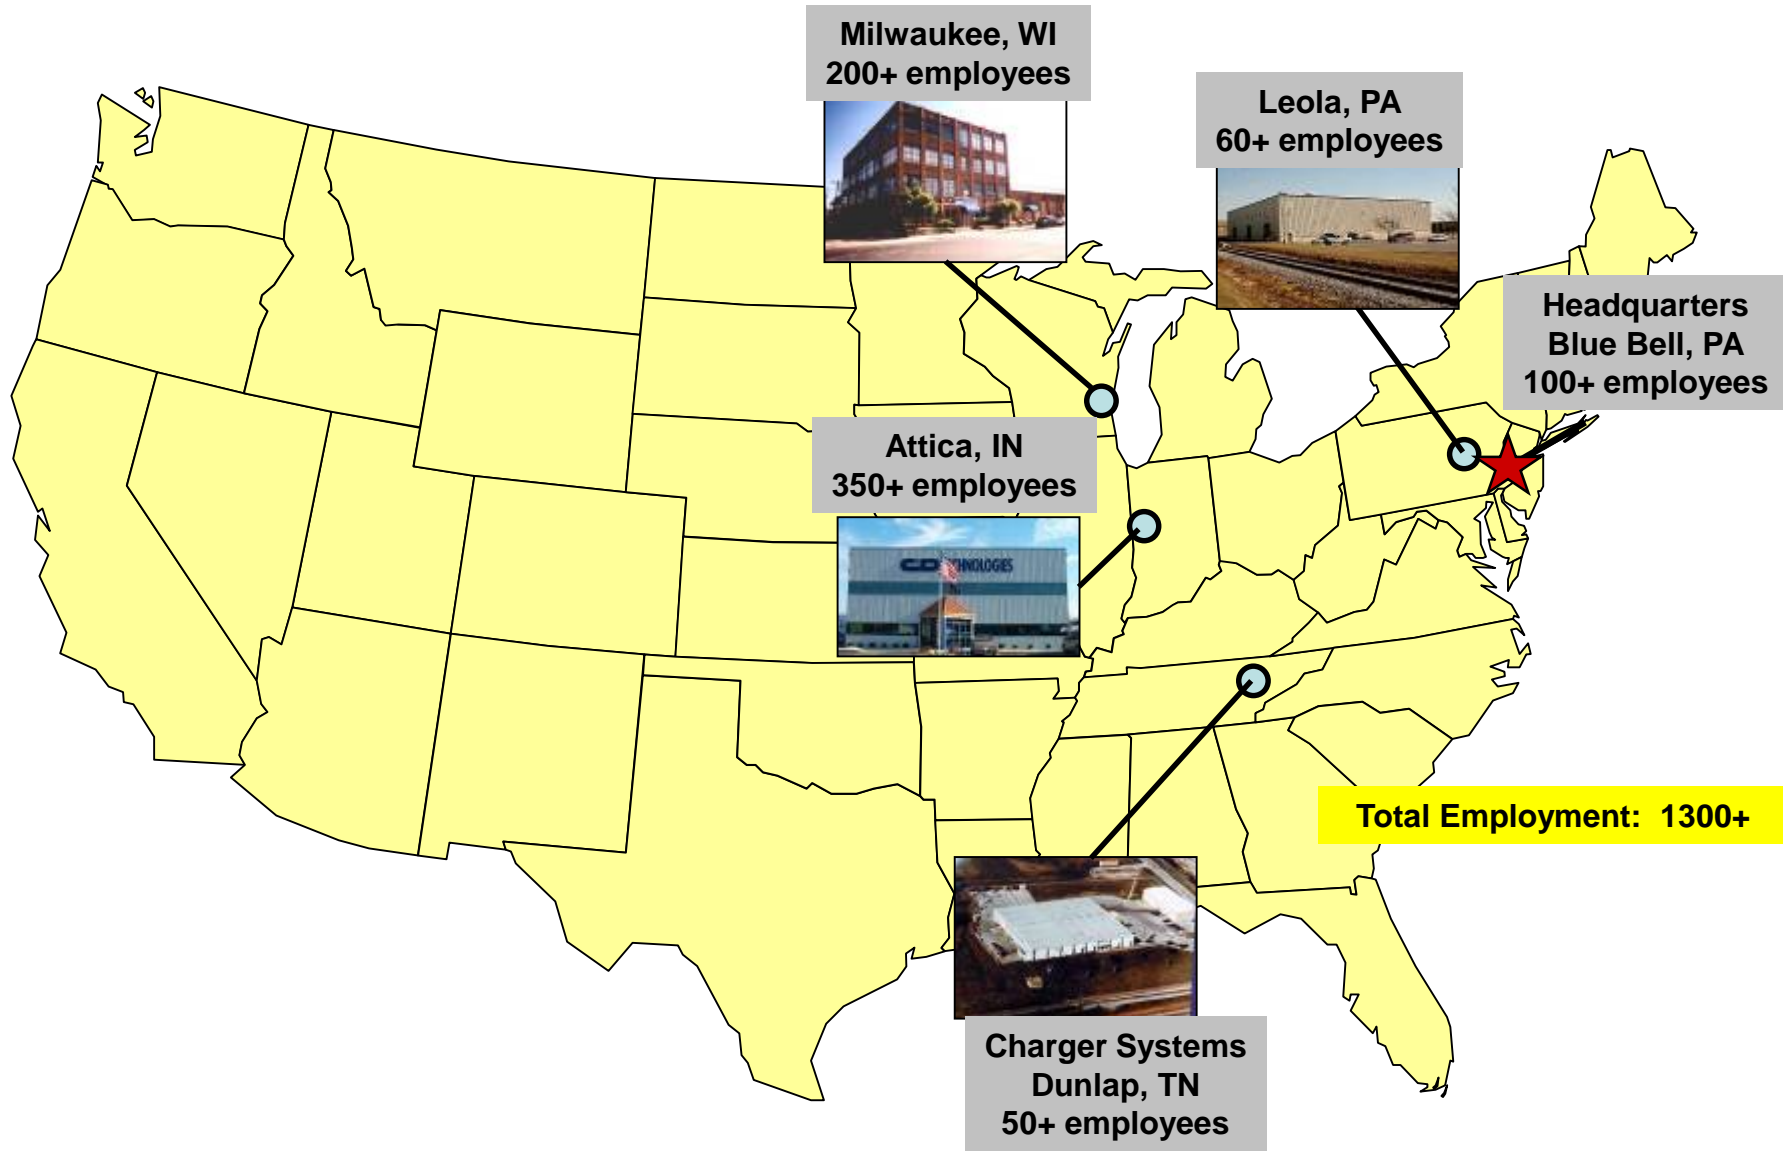 Milwaukee, WI
200+ employees
Leola, PA
60+ employees
Headquarters
Blue Bell, PA
100+ employees
Attica, IN
350+ employees
C&D TECHNOLOGIES
Charger Systems
Dunlap, TN
50+ employees
Total Employment: 1300+